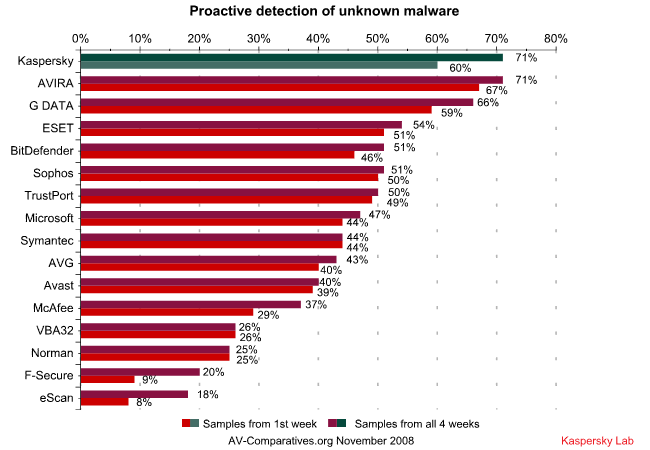 Proactive detection of unknown malware
0% 10% 20% 30% 40% 50% 60% 70% 80%
Kaspersky 71%
60%
AVIRA 71%
67%
G DATA 66%
59%
ESET 54%
51%
BitDefender 51%
46%
Sophos 51%
50%
TrustPort 50%
49%
Microsoft 47%
44%
Symantec 44%
44%
AVG 43%
40%
Avast 40%
39%
McAfee 37%
29%
VBA32 26%
26%
Norman 25%
25%
F-Secure 20%
9%
eScan 18%
8%
Samples from 1st week Samples from all 4 weeks
AV-Comparatives.org November 2008 Kaspersky Lab